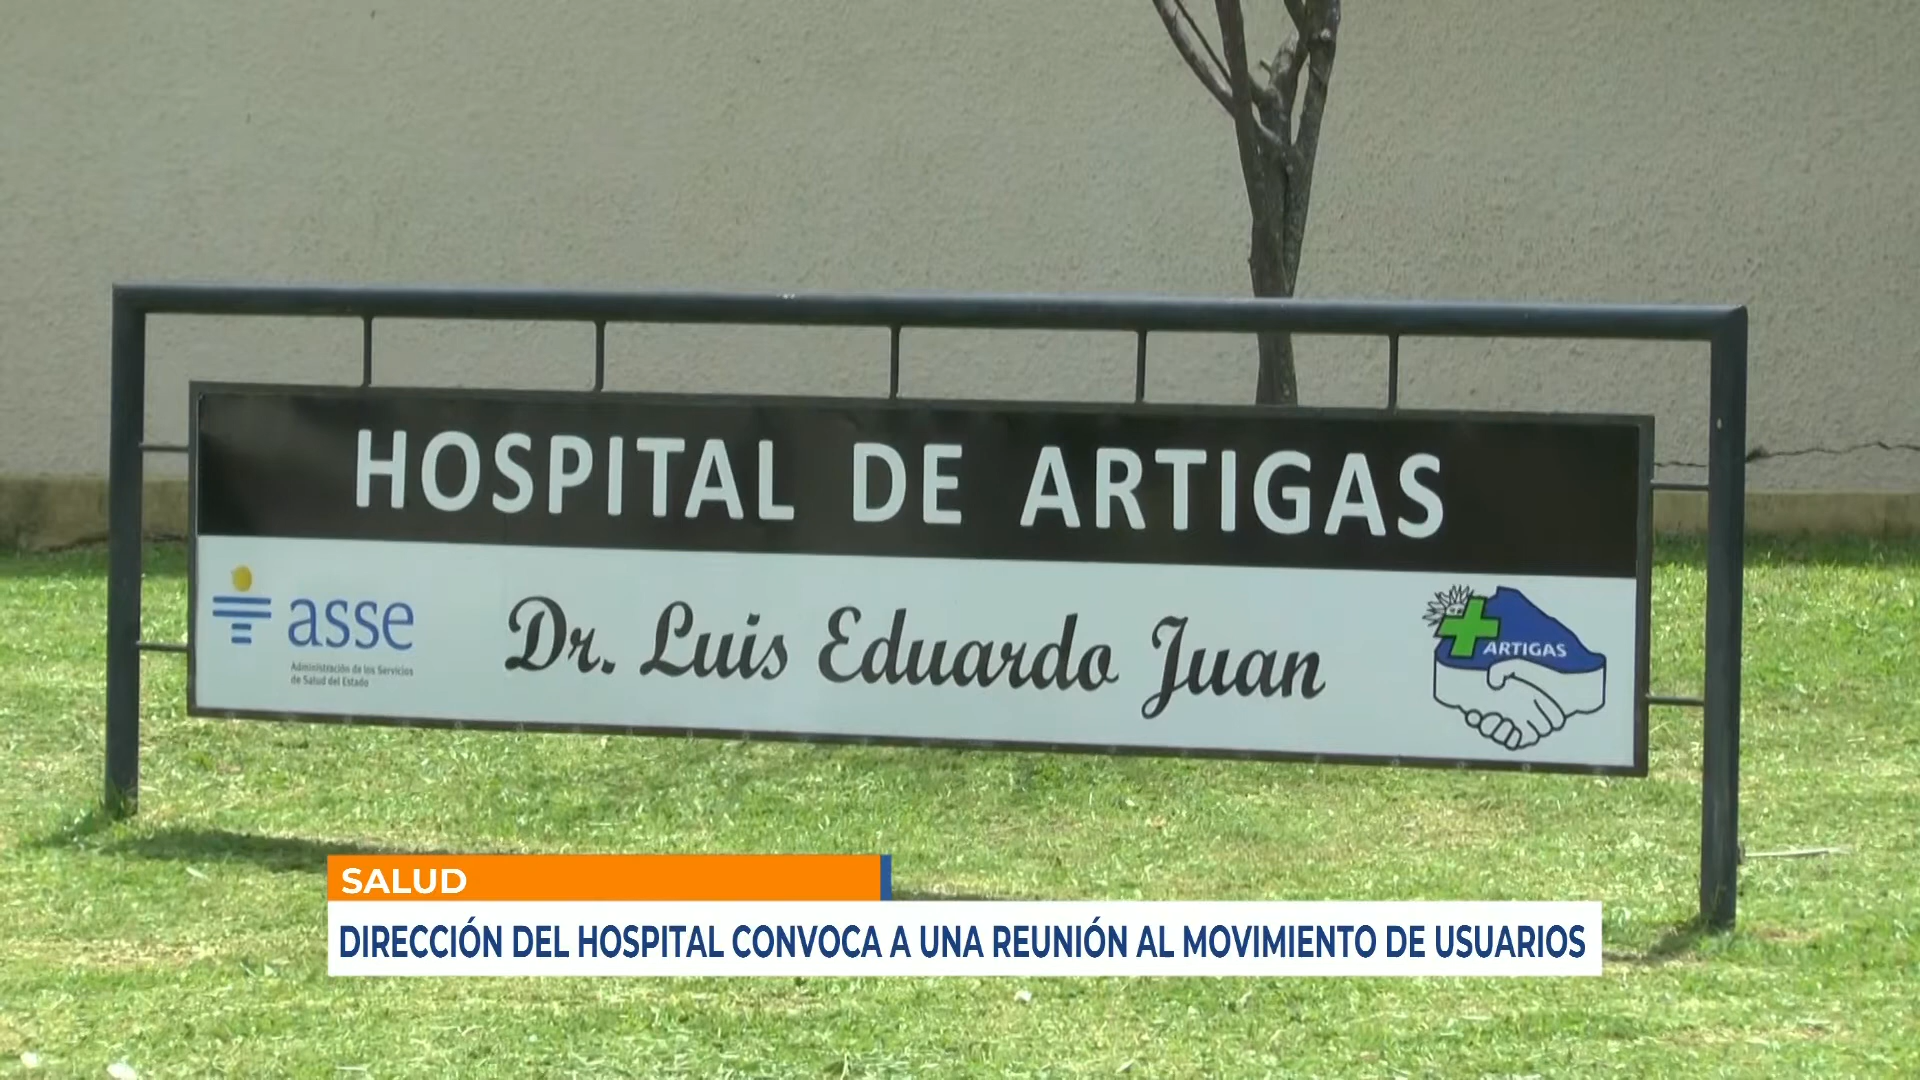 HOSPITAL DE ARTIGAS
asse
Administración de los Servicios
de Salud del Estado
Dr. Luis Eduardo Juan
ARTIGAS
SALUD
DIRECCIÓN DEL HOSPITAL CONVOCA A UNA REUNIÓN AL MOVIMIENTO DE USUARIOS